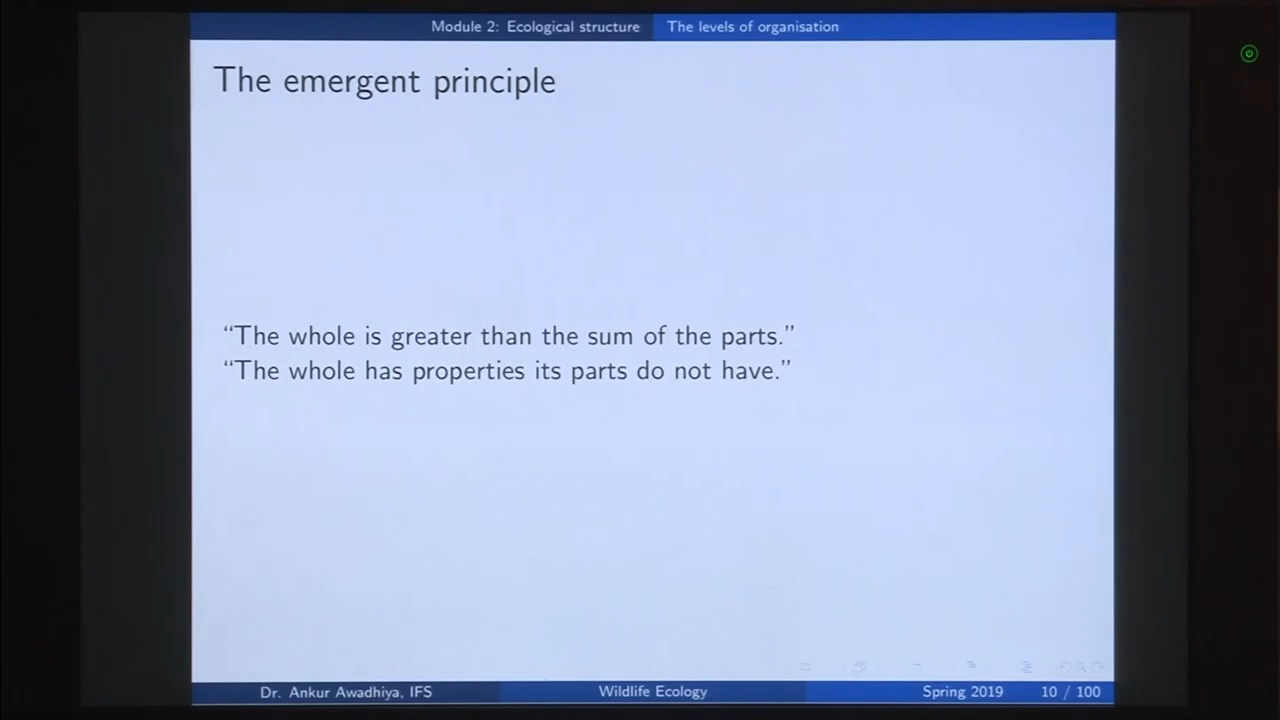 Module 2: Ecological structure The levels of organisation
The emergent principle
“The whole is greater than the sum of the parts.”
“The whole has properties its parts do not have.”
Dr. Ankur Awadhiya, IFS Wildlife Ecology Spring 2019 10 / 100